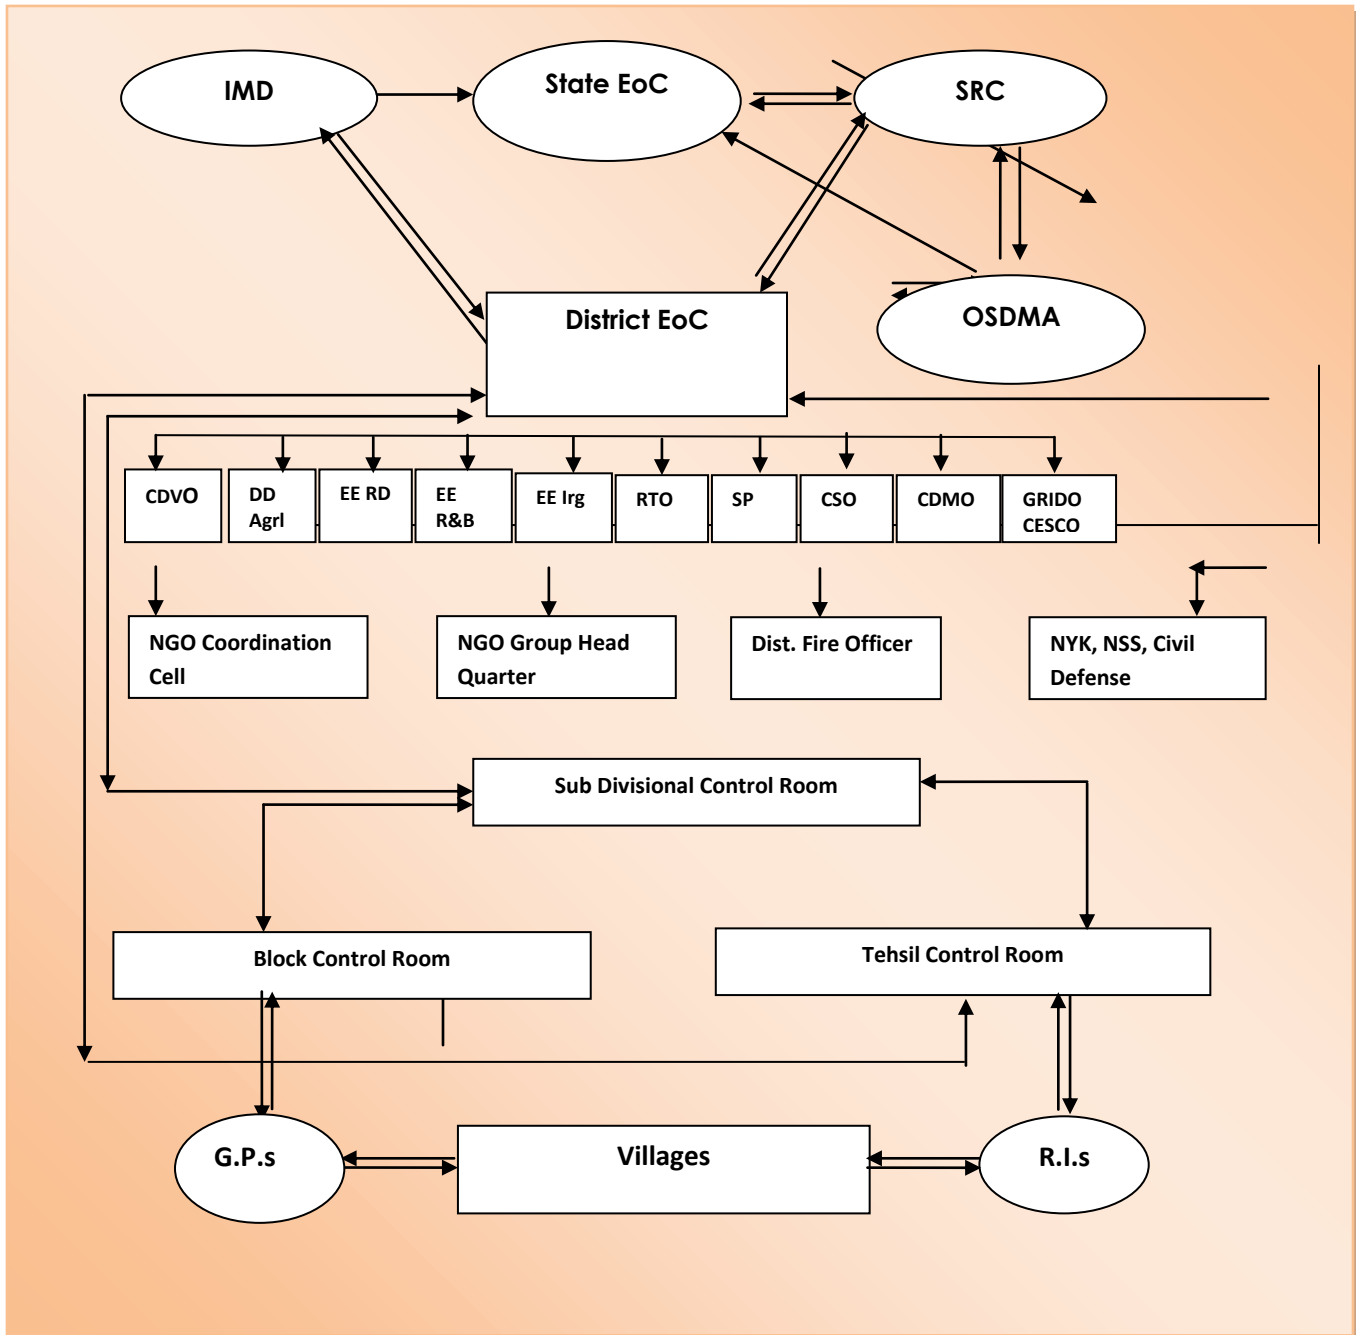 IMD
State EoC
SRC
District EoC
OSDMA
CDVO
DD
Agrl
EE RD
EE
R&B
EE Irg
RTO
SP
CSO
CDMO
GRIDO
CESCO
NGO Coordination
Cell
NGO Group Head
Quarter
Dist. Fire Officer
NYK, NSS, Civil
Defense
Sub Divisional Control Room
Block Control Room
Tehsil Control Room
G.P.s
Villages
R.I.s